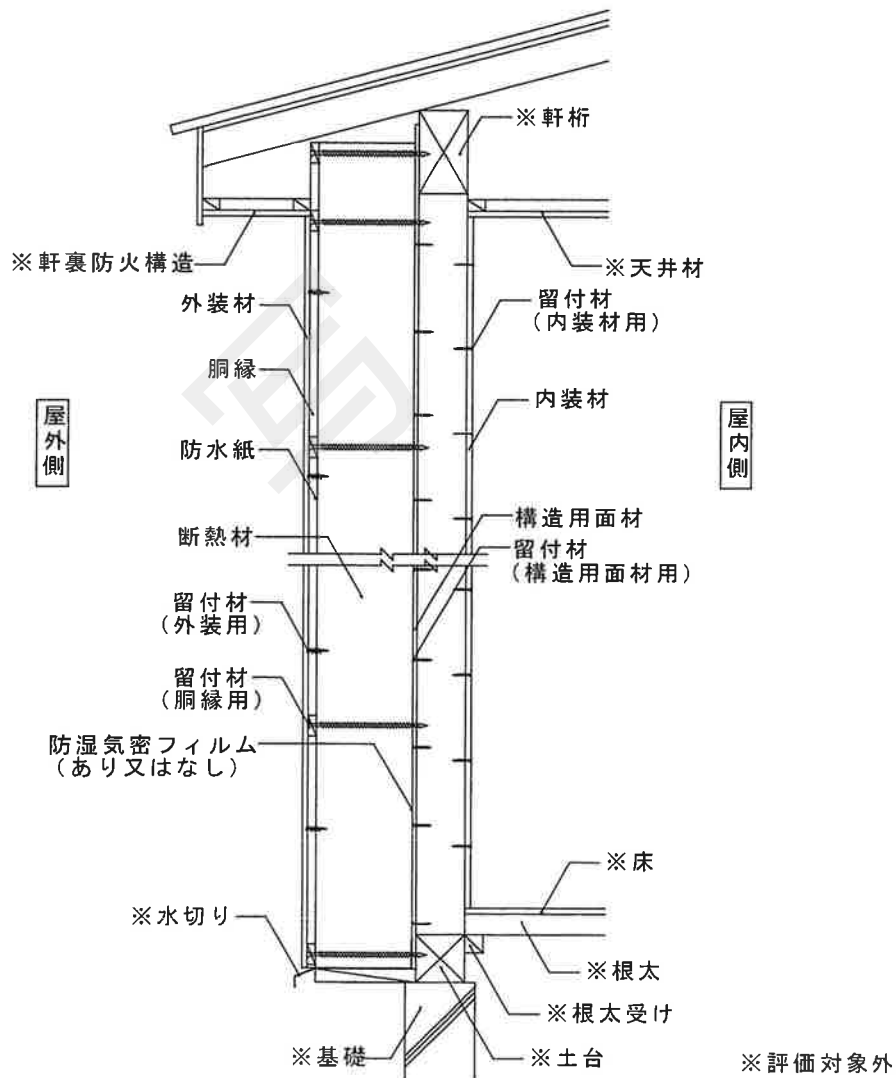 ※軒桁
※軒裏防火構造
※天井材
外装材
留付材
(内装材用)
胴縁
内装材
屋外側
屋内側
防水紙
構造用面材
断熱材
留付材
(構造用面材用)
留付材
(外装用)
留付材
(胴縁用)
防湿気密フィルム
(あり又はなし)
※床
※水切り
※根太
※根太受け
※基礎
※土台
※評価対象外
写